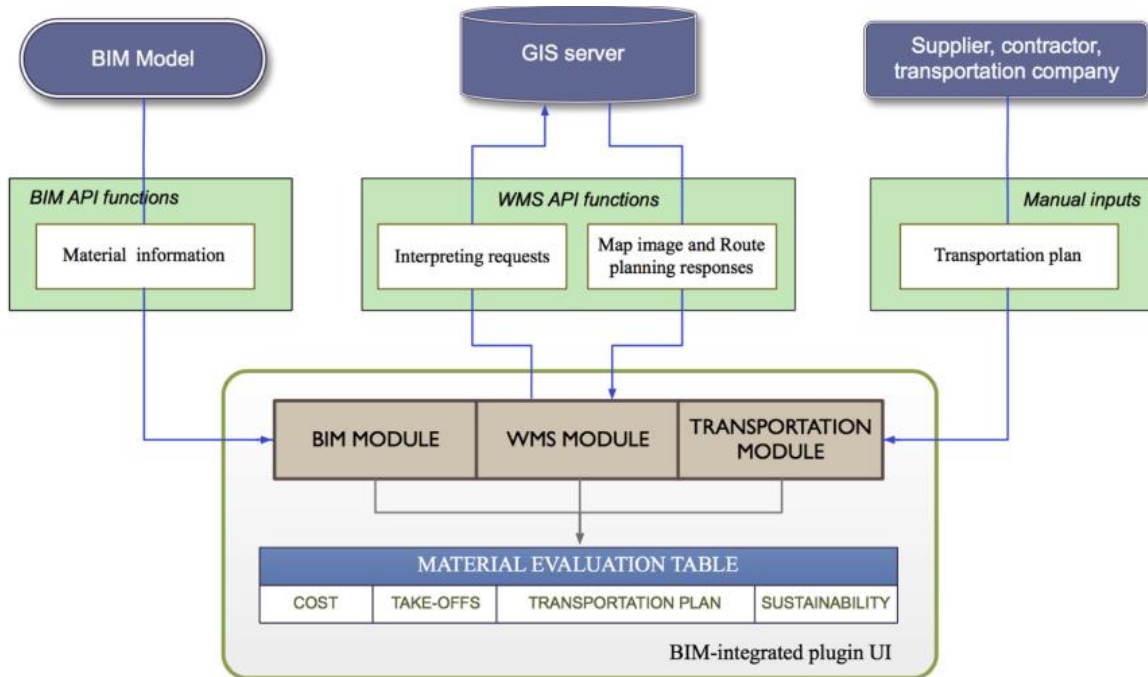 BIM Model
GIS server
Supplier, contractor,
transportation company
BIM API functions
Material information
WMS API functions
Interpreting requests
Map image and Route
planning responses
Manual inputs
Transportation plan
BIM MODULE
WMS MODULE
TRANSPORTATION
MODULE
MATERIAL EVALUATION TABLE
COST
TAKE-OFFS
TRANSPORTATION PLAN
SUSTAINABILITY
BIM-integrated plugin UI